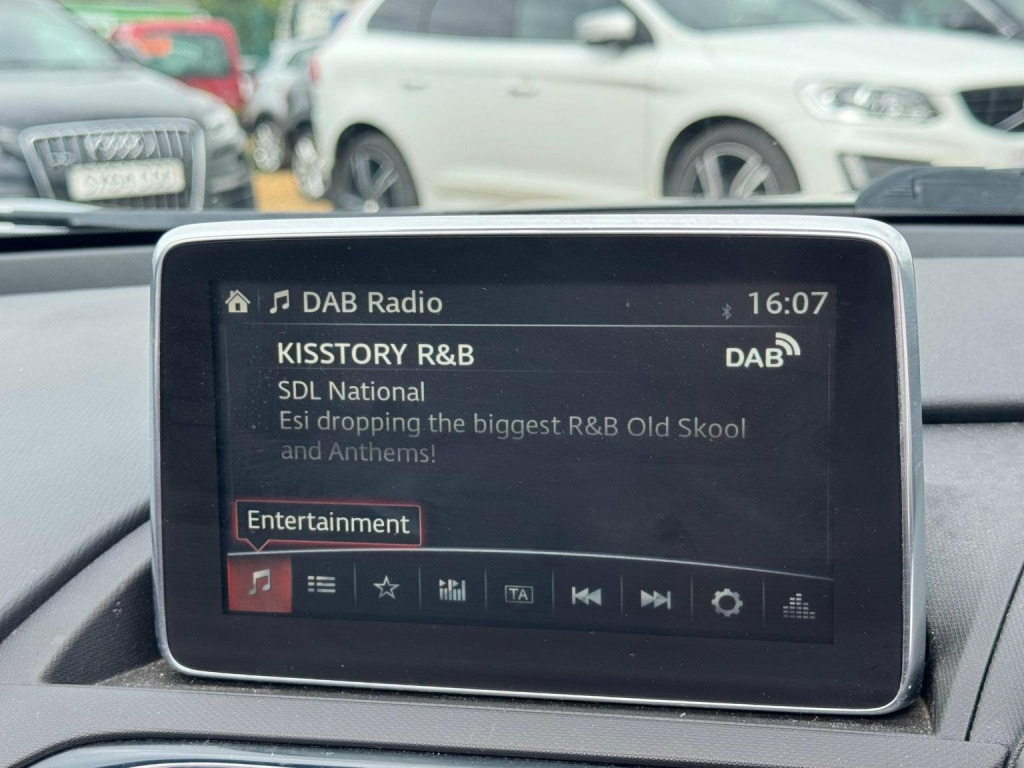 DAB Radio
16:07
KISSTORY R&B
DAB
SDL National
Esi dropping the biggest R&B Old Skool
and Anthems!
Entertainment
TA